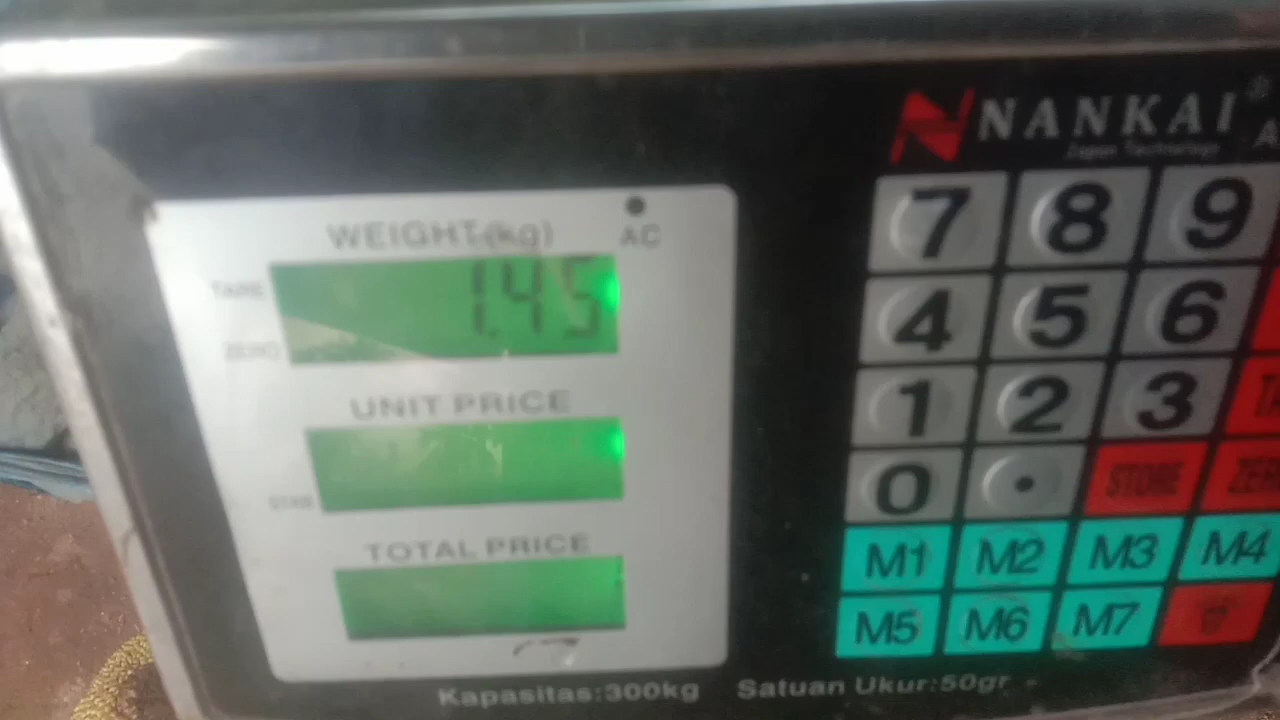 NANKAI
Japan Technology
WEIGHT(kg)
AC
TARE
1.45
ZERO
UNIT PRICE
TOTAL PRICE
7 8 9
4 5 6
1 2 3
0 . STORE
M1 M2 M3 M4
M5 M6 M7
Kapasitas:300kg Satuan Ukur:50gr